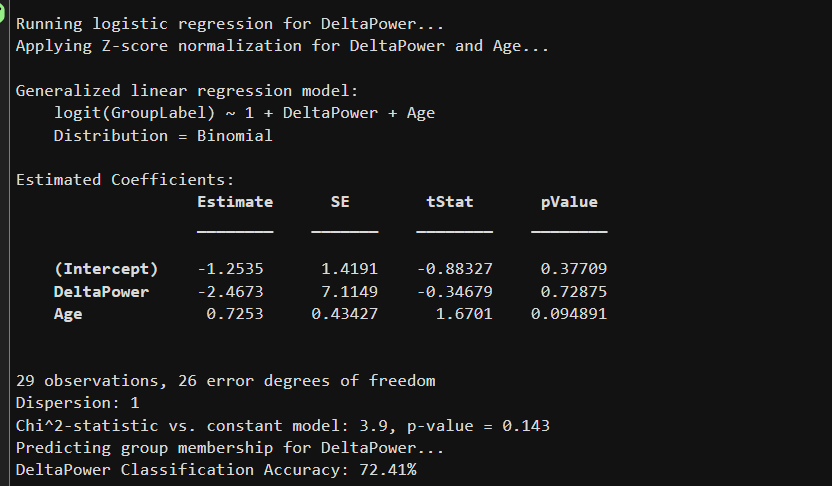 Running logistic regression for DeltaPower...
Applying Z-score normalization for DeltaPower and Age...
Generalized linear regression model:
logit(GroupLabel) ~ 1 + DeltaPower + Age
Distribution = Binomial
Estimated Coefficients:
Estimate SE tStat pValue
(Intercept) -1.2535 1.4191 -0.88327 0.37709
DeltaPower -2.4673 7.1149 -0.34679 0.72875
Age 0.7253 0.43427 1.6701 0.094891
29 observations, 26 error degrees of freedom
Dispersion: 1
Chi^2-statistic vs. constant model: 3.9, p-value = 0.143
Predicting group membership for DeltaPower...
DeltaPower Classification Accuracy: 72.41%